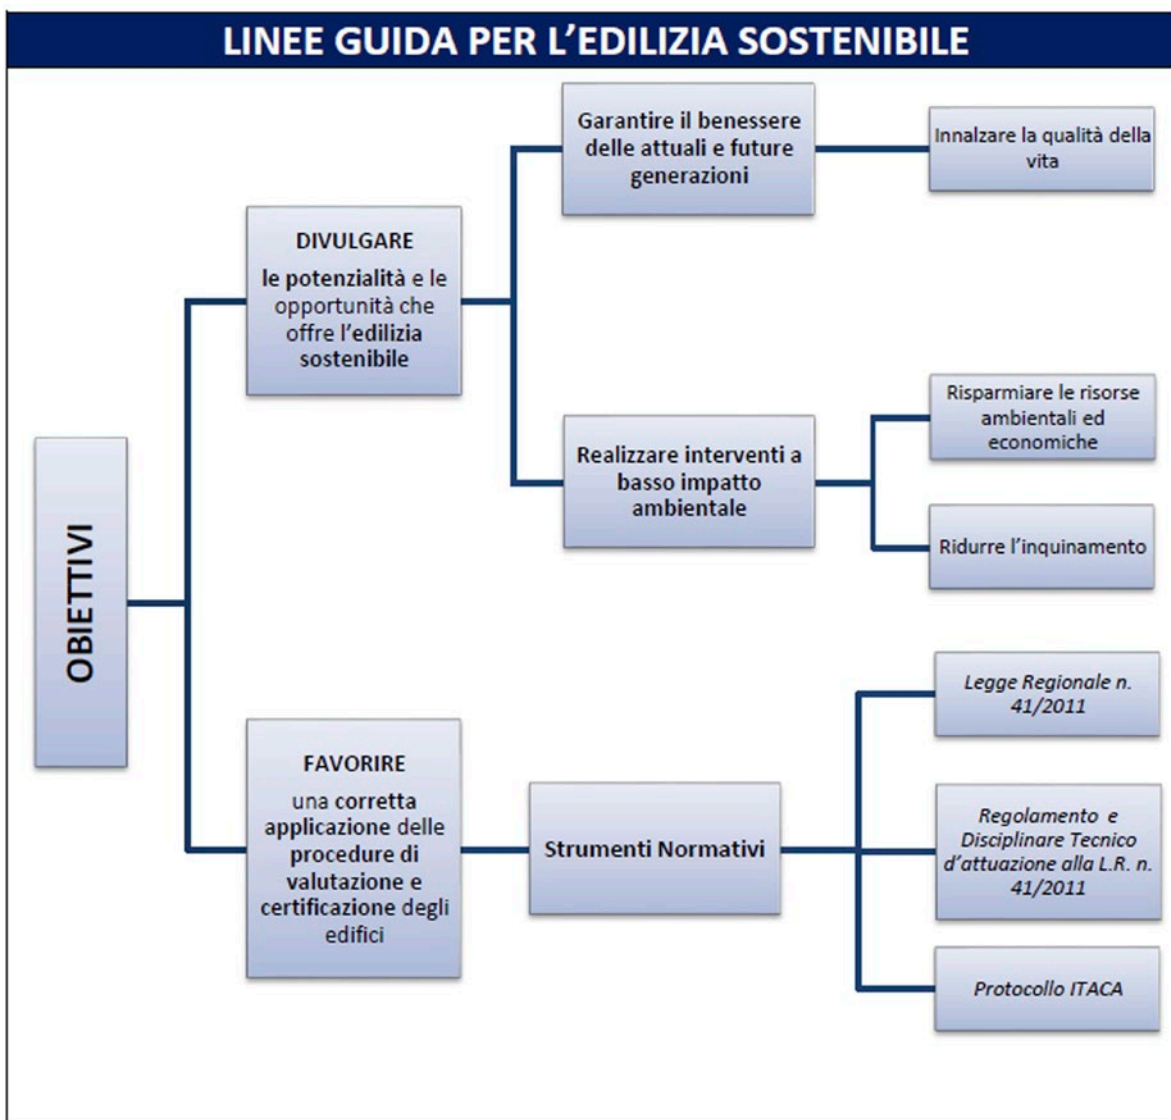 LINEE GUIDA PER L'EDILIZIA SOSTENIBILE
OBIETTIVI
DIVULGARE
le potenzialità e le
opportunità che
offre l'edilizia
sostenibile
Garantire il benessere
delle attuali e future
generazioni
Innalzare la qualità della
vita
Realizzare interventi a
basso impatto
ambientale
Risparmiare le risorse
ambientali ed
economiche
Ridurre l'inquinamento
FAVORIRE
una corretta
applicazione delle
procedure di
valutazione e
certificazione degli
edifici
Strumenti Normativi
Legge Regionale n.
41/2011
Regolamento e
Disciplinare Tecnico
d'attuazione alla L.R. n.
41/2011
Protocollo ITACA